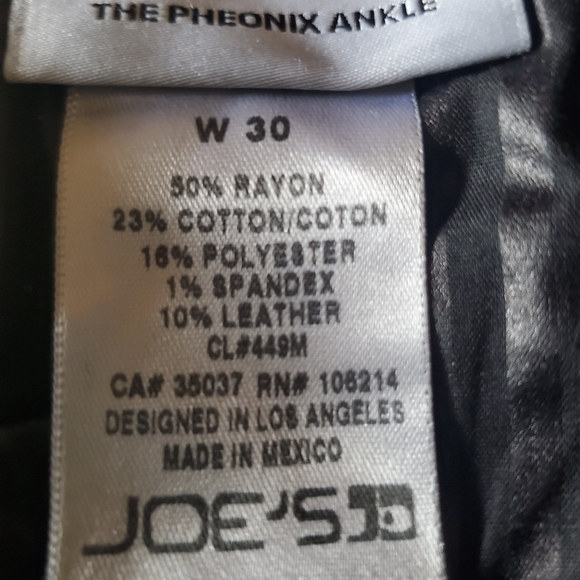 THE PHEONIX ANKLE
W 30
50% RAYON
23% COTTON/COTON
16% POLYESTER
1% SPANDEX
10% LEATHER
CL#449M
CA# 35037 RN# 106214
DESIGNED IN LOS ANGELES
MADE IN MEXICO
JOE'S